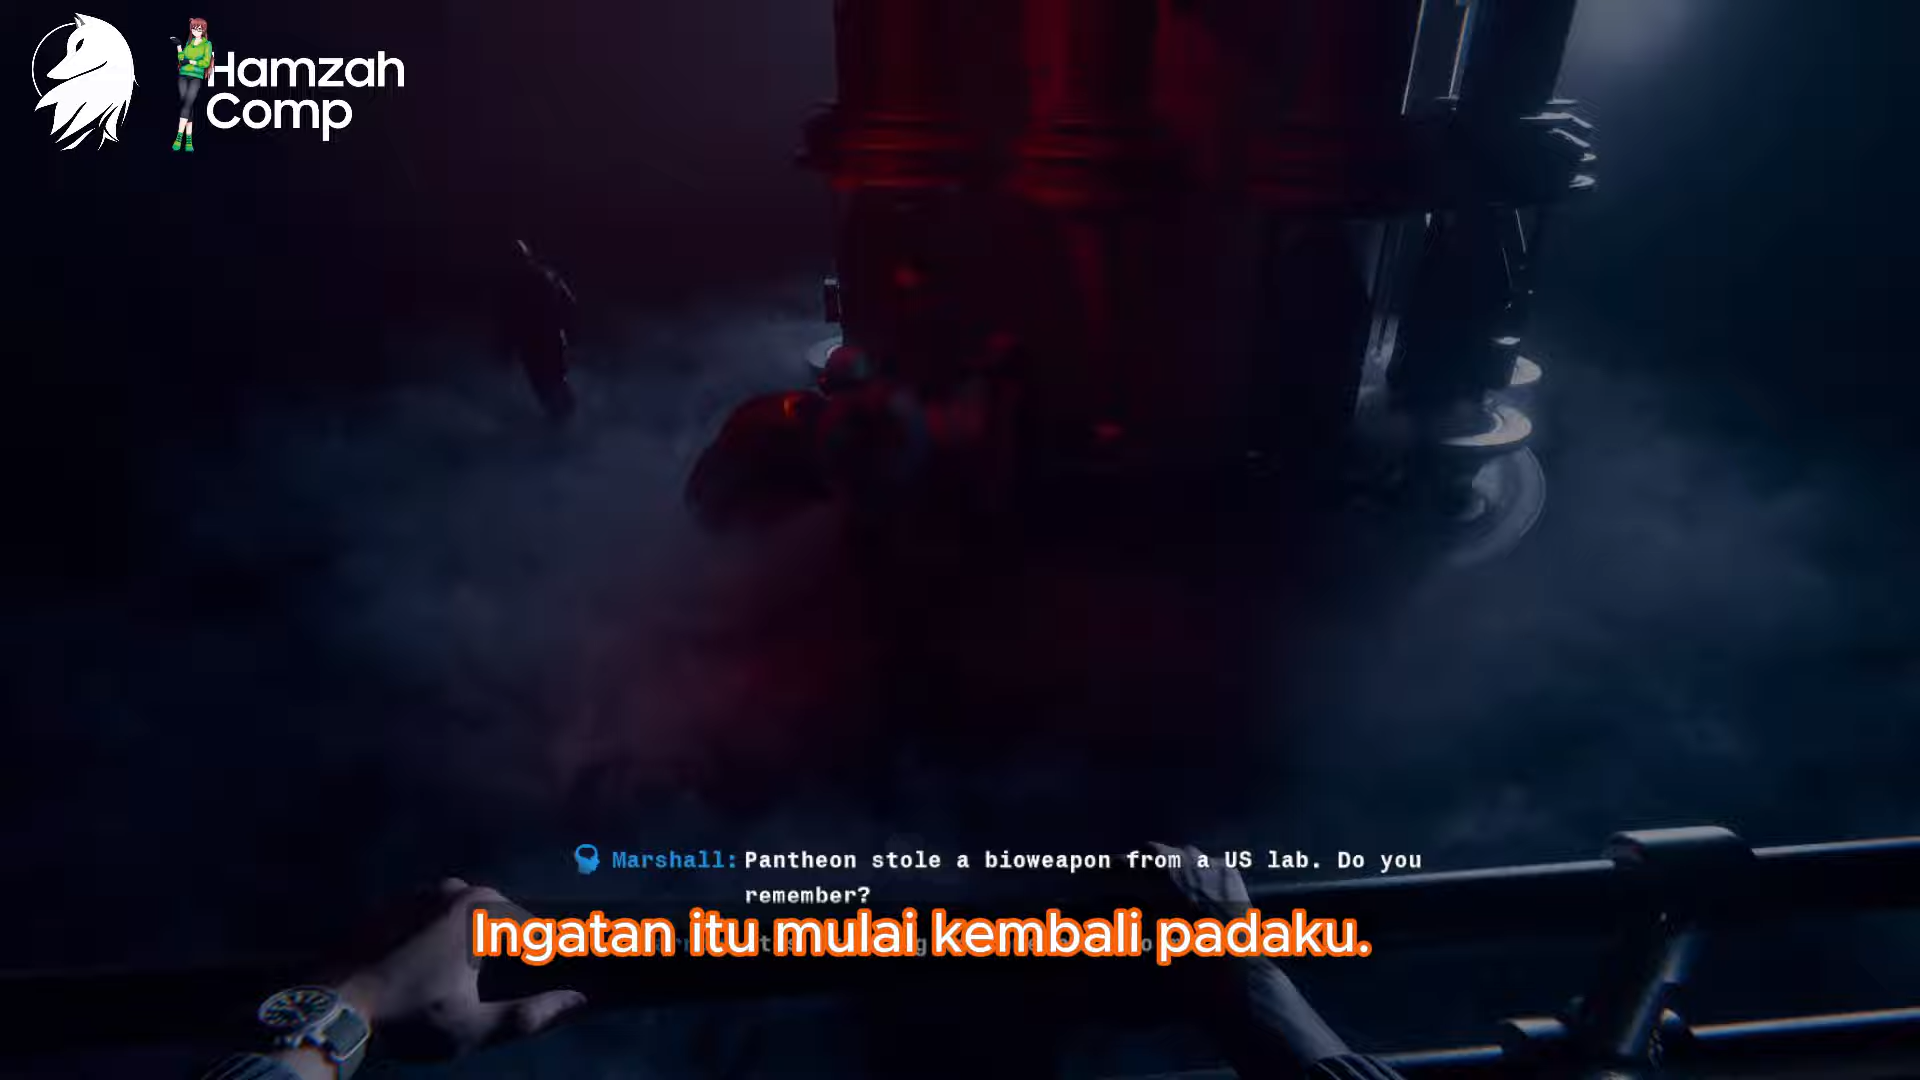 Hamzah
Comp
Marshall: Pantheon stole a bioweapon from a US lab. Do you
remember?
Ingatan itu mulai kembali padaku.